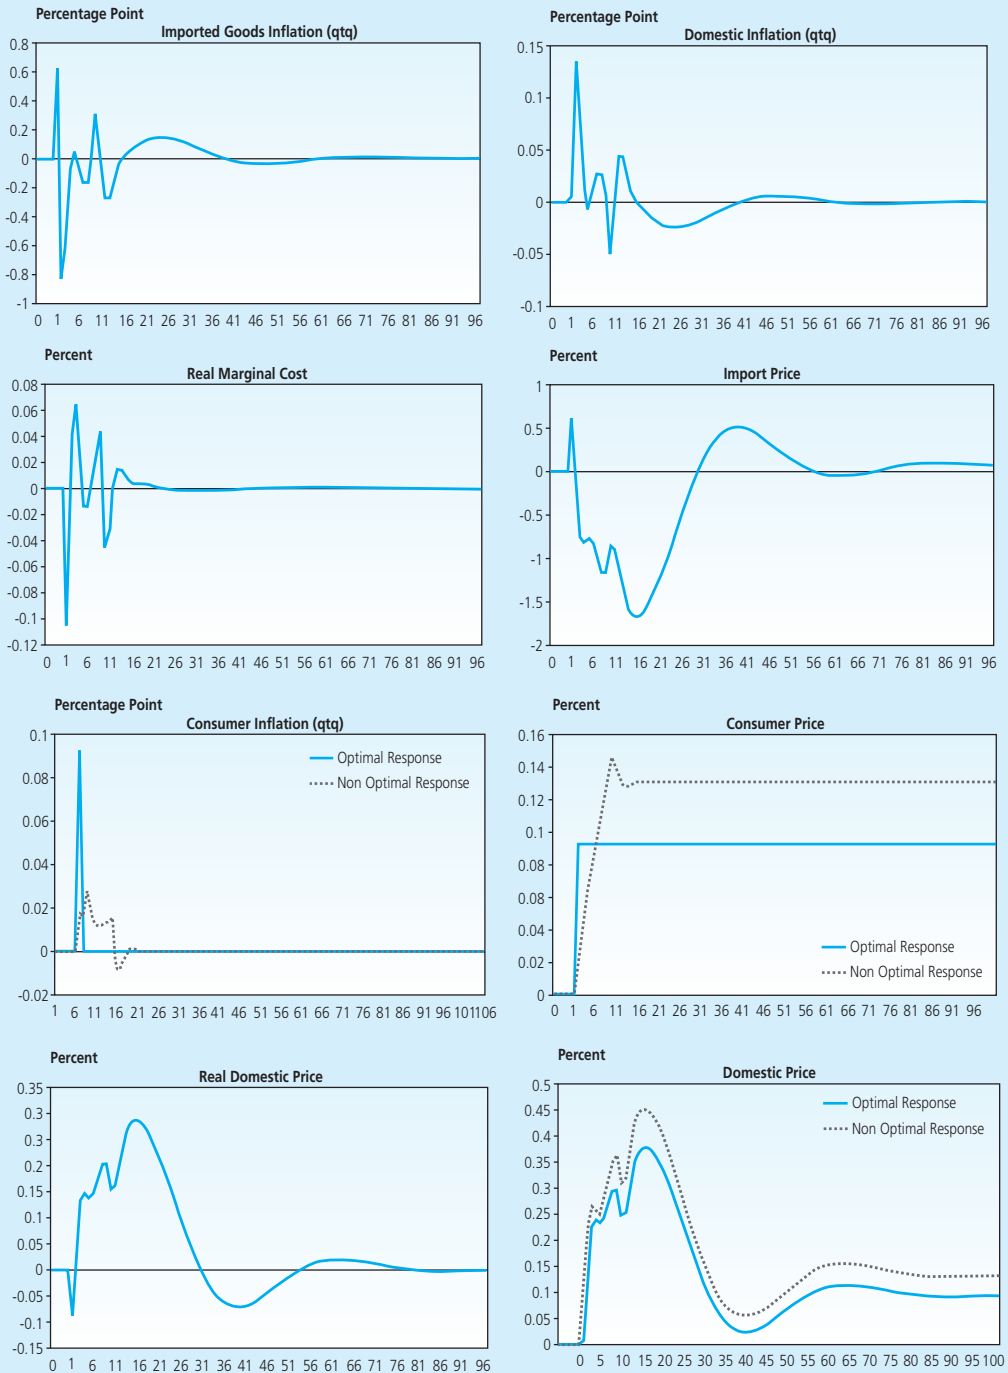 Percentage Point
Imported Goods Inflation (qtq)
0.8
0.6
0.4
0.2
0
-0.2
-0.4
-0.6
-0.8
-1
0 1 6 11 16 21 26 31 36 41 46 51 56 61 66 71 76 81 86 91 96
Percentage Point
Domestic Inflation (qtq)
0.15
0.1
0.05
0
-0.05
-0.1
0 1 6 11 16 21 26 31 36 41 46 51 56 61 66 71 76 81 86 91 96
Percent
Real Marginal Cost
0.08
0.06
0.04
0.02
0
-0.02
-0.04
-0.06
-0.08
-0.1
-0.12
0 1 6 11 16 21 26 31 36 41 46 51 56 61 66 71 76 81 86 91 96
Percent
Import Price
1
0.5
0
-0.5
-1
-1.5
-2
0 1 6 11 16 21 26 31 36 41 46 51 56 61 66 71 76 81 86 91 96
Percentage Point
Consumer Inflation (qtq)
0.1
0.08
0.06
0.04
0.02
0
-0.02
Optimal Response
Non Optimal Response
1 6 11 16 21 26 31 36 41 46 51 56 61 66 71 76 81 86 91 96 101106
Percent
Consumer Price
0.16
0.14
0.12
0.1
0.08
0.06
0.04
0.02
0
Optimal Response
Non Optimal Response
0 1 6 11 16 21 26 31 36 41 46 51 56 61 66 71 76 81 86 91 96
Percent
Real Domestic Price
0.35
0.3
0.3
0.2
0.15
0.1
0.05
0
-0.05
-0.1
-0.15
0 1 6 11 16 21 26 31 36 41 46 51 56 61 66 71 76 81 86 91 96
Percent
Domestic Price
0.5
0.45
0.4
0.35
0.3
0.25
0.2
0.15
0.1
0.05
0
Optimal Response
Non Optimal Response
0 5 10 15 20 25 30 35 40 45 50 55 60 65 70 75 80 85 90 95 100